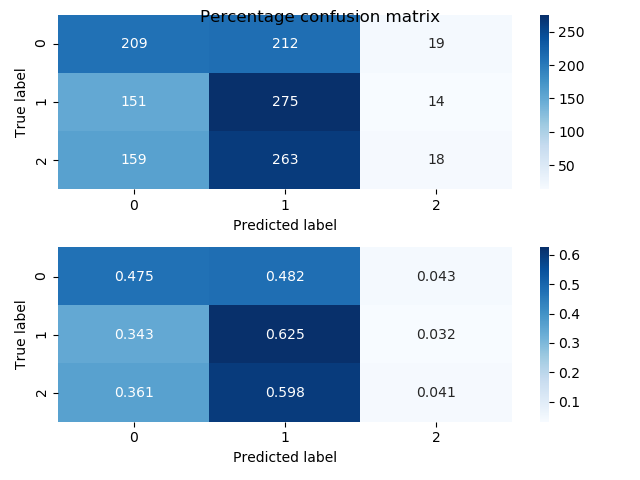 Percentage confusion matrix
True label
0 209 212 19
1 151 275 14
2 159 263 18
0 1 2
Predicted label
250
200
150
100
50
True label
0 0.475 0.482 0.043
1 0.343 0.625 0.032
2 0.361 0.598 0.041
0 1 2
Predicted label
0.6
0.5
0.4
0.3
0.2
0.1